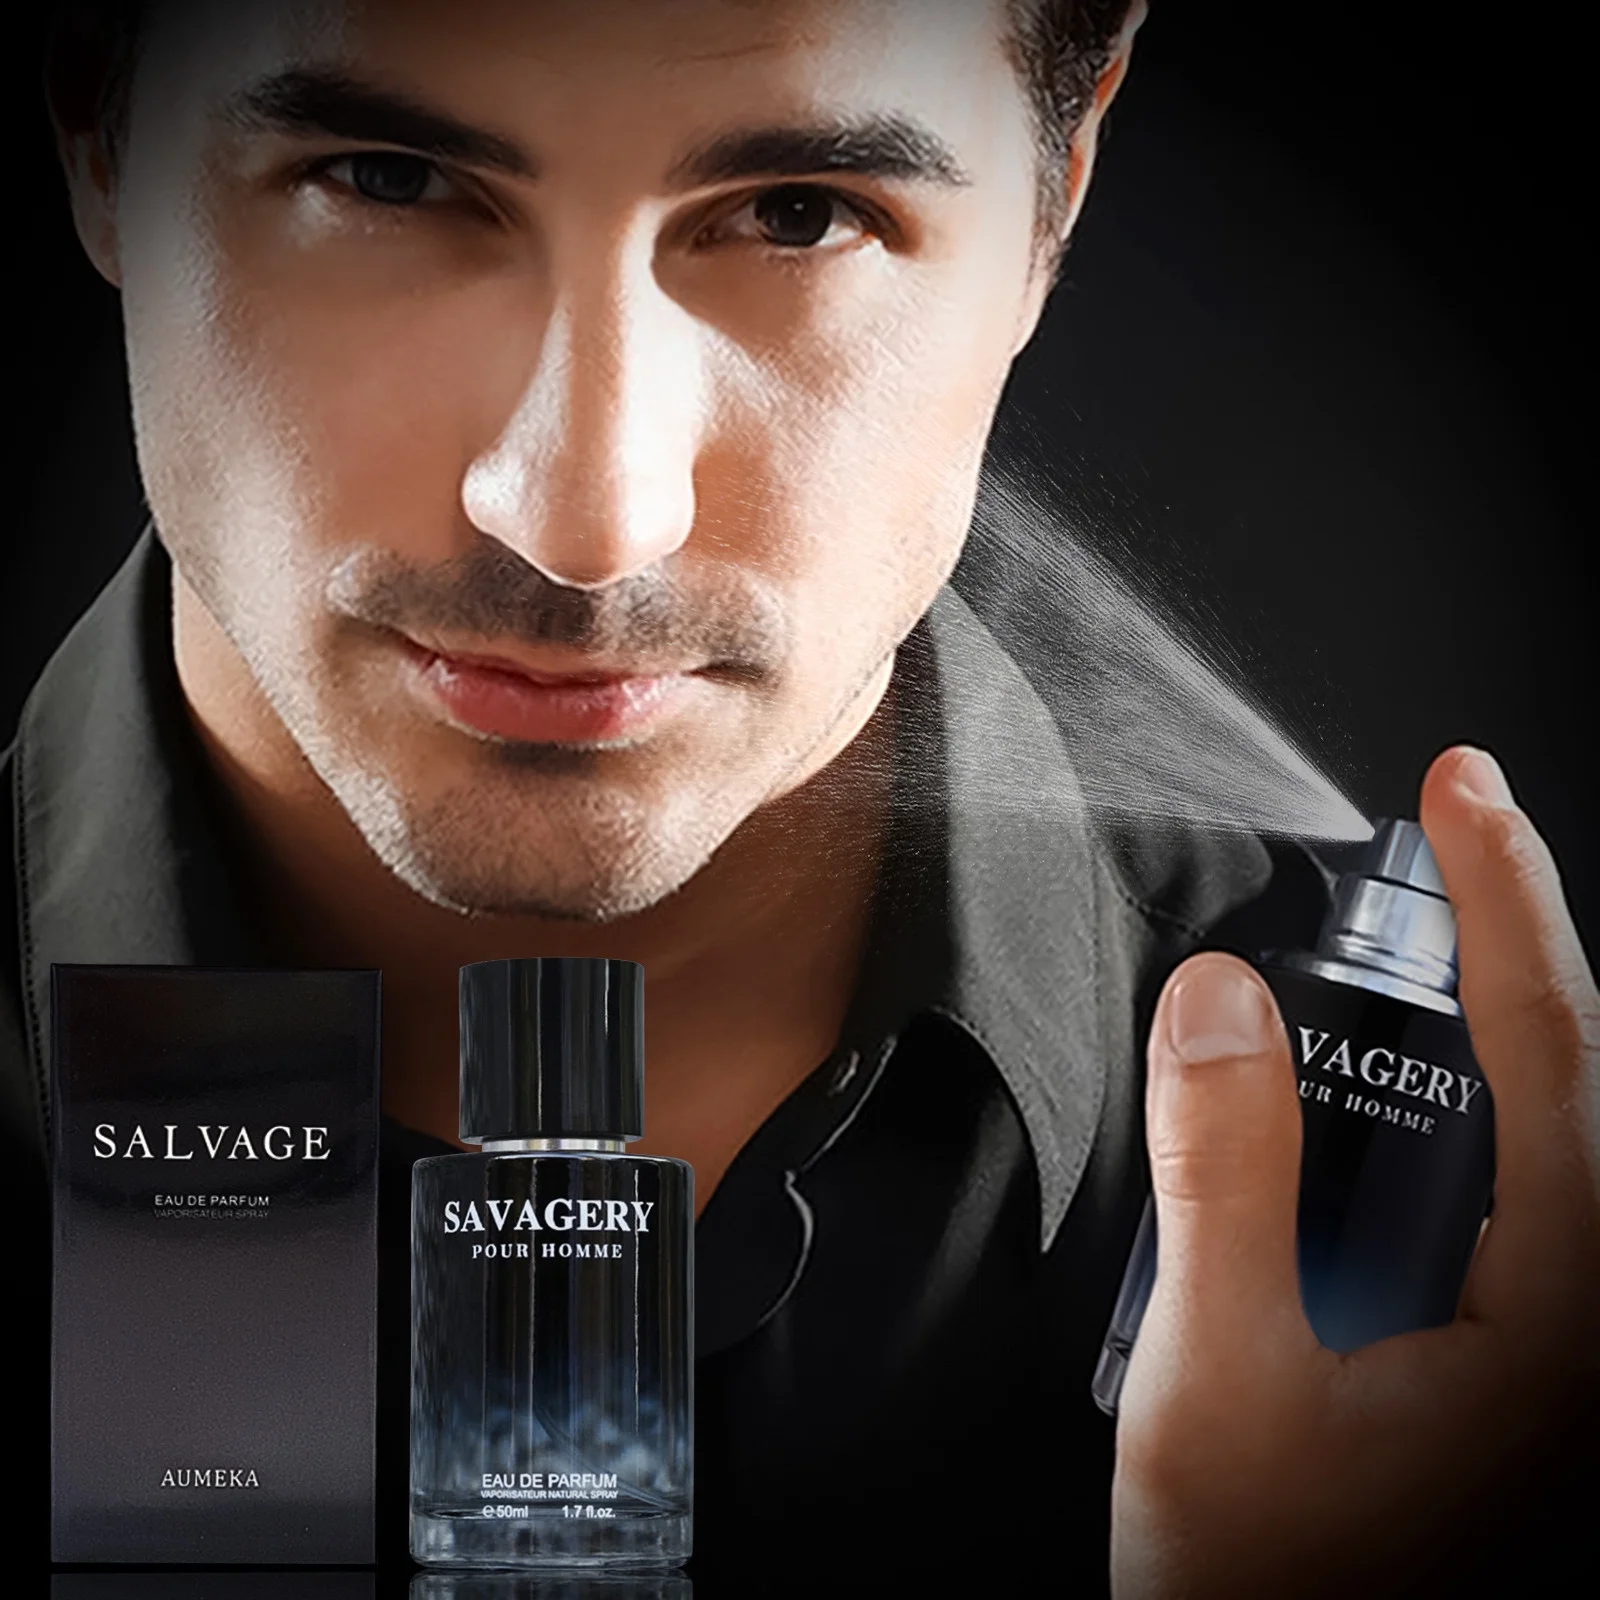 SALVAGE
EAU DE PARFUM
VAPORISATEUR SPRAY
AUMEKA
SAVAGERY
POUR HOMME
EAU DE PARFUM
VAPORISATEUR NATURAL SPRAY
℮ 50ml 1.7 fl.oz.
VAGERY
UR HOMME